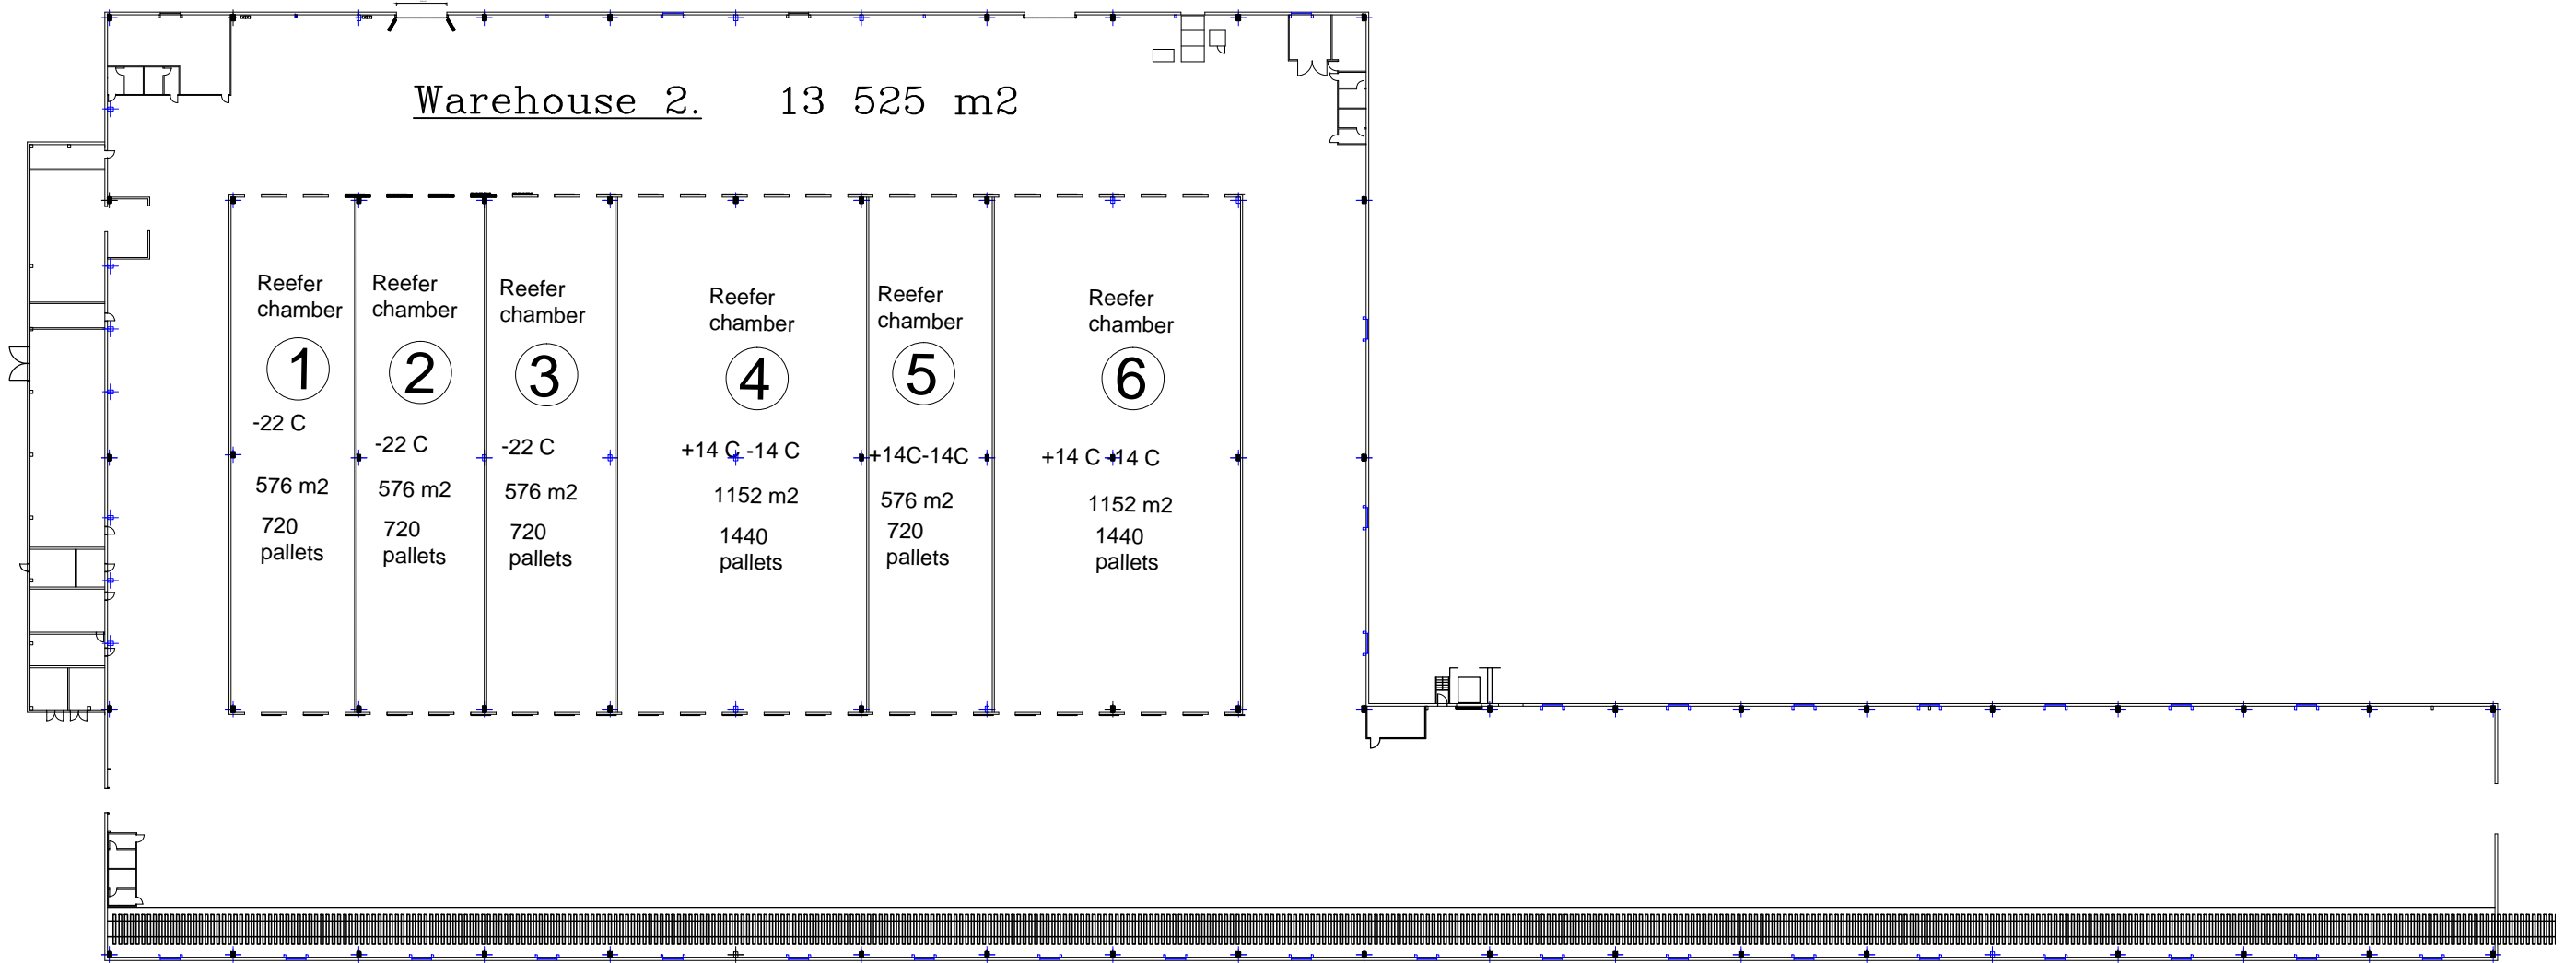 Warehouse 2. 13 525 m2
Reefer
chamber
1
-22 C
576 m2
720
pallets
Reefer
chamber
2
-22 C
576 m2
720
pallets
Reefer
chamber
3
-22 C
576 m2
720
pallets
Reefer
chamber
4
+14 C -14 C
1152 m2
1440
pallets
Reefer
chamber
5
+14C-14C
576 m2
720
pallets
Reefer
chamber
6
+14 C -14 C
1152 m2
1440
pallets